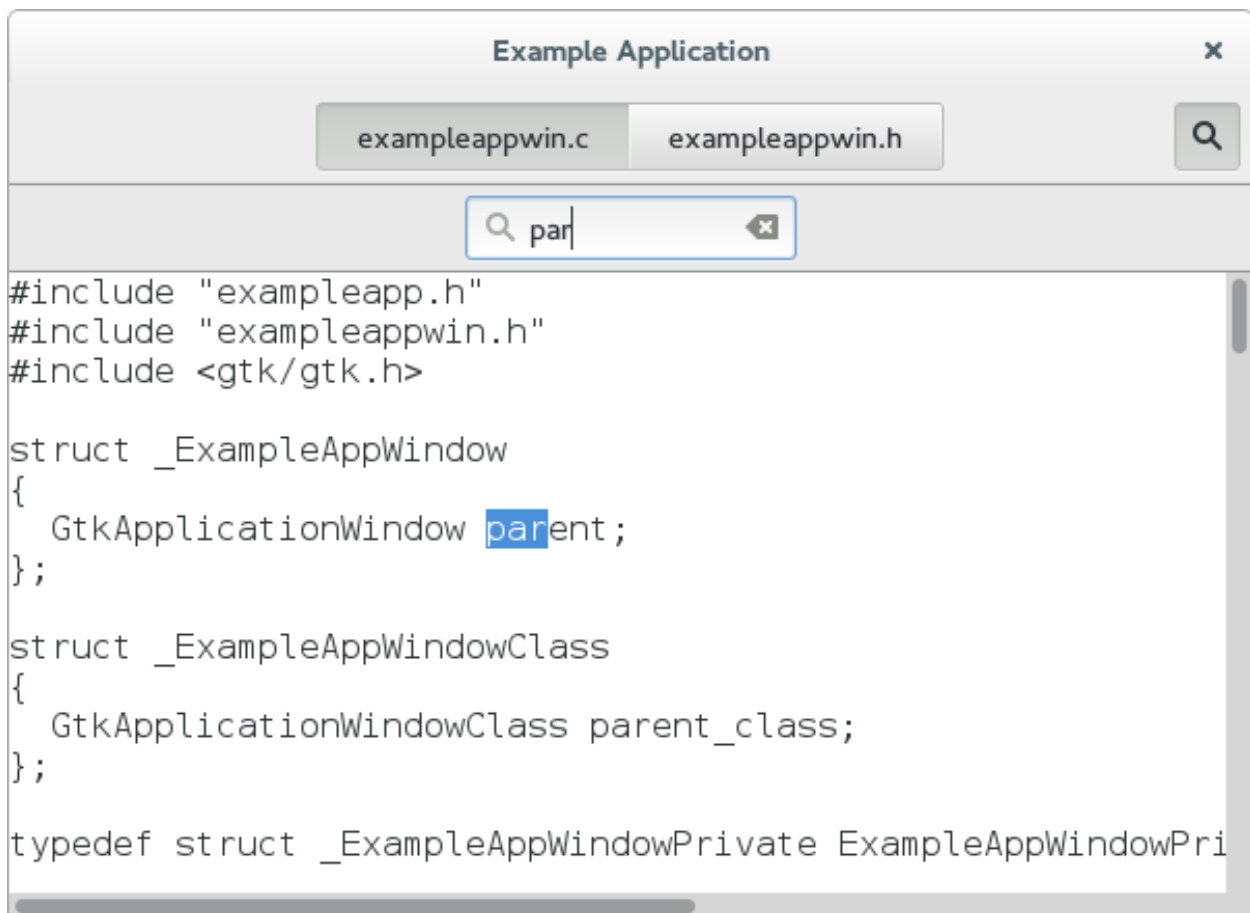 Example Application
exampleappwin.c exampleappwin.h
par
#include "exampleapp.h"
#include "exampleappwin.h"
#include <gtk/gtk.h>
struct _ExampleAppWindow
{
  GtkApplicationWindow parent;
};
struct _ExampleAppWindowClass
{
  GtkApplicationWindowClass parent_class;
};
typedef struct _ExampleAppWindowPrivate ExampleAppWindowPri